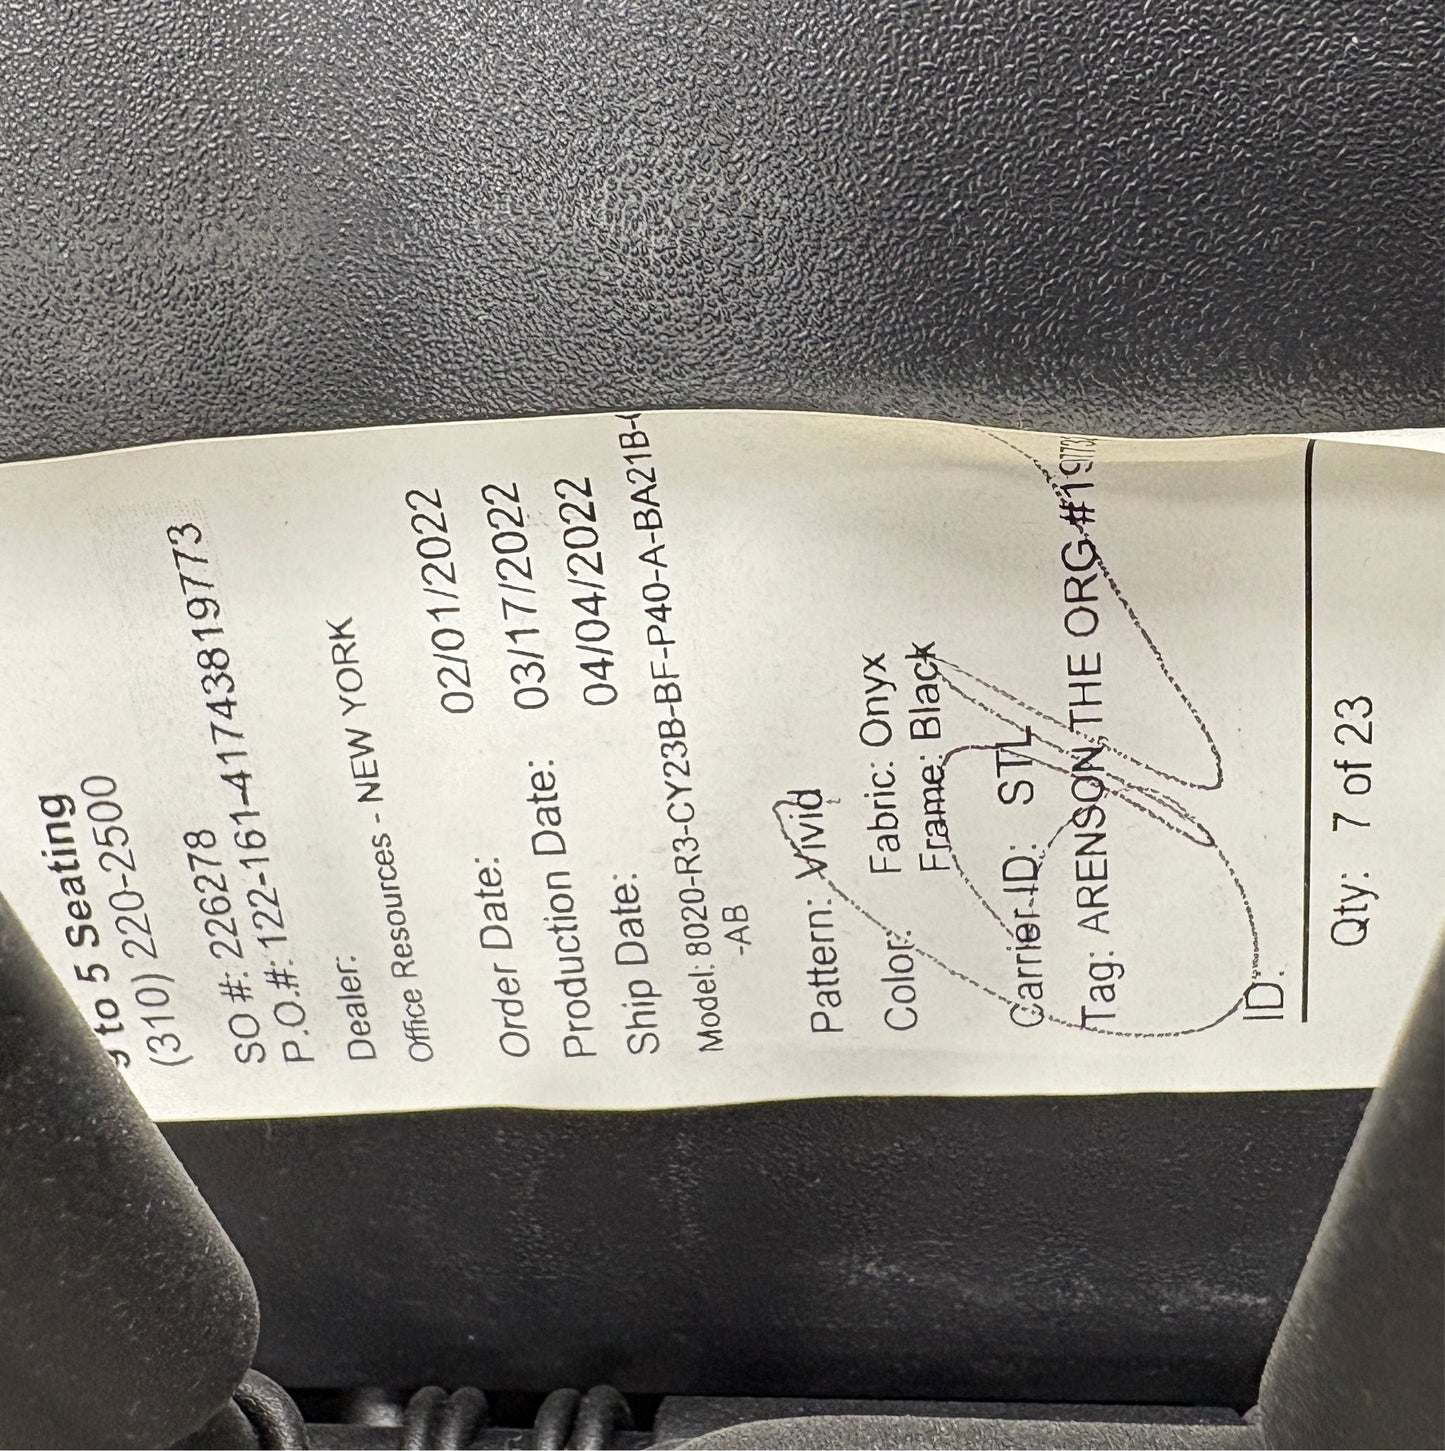 to 5 Seating
(310) 220-2500
SO #: 226278
P.O.#: 122-161-41743819773
Dealer:
Office Resources - NEW YORK
Order Date: 02/01/2022
Production Date: 03/17/2022
Ship Date: 04/04/2022
Model: 8020-R3-CY23B-BF-P40-A-BA21B-
-AB
Pattern: Vivid
Color: Fabric: Onyx
Frame: Black
Carrier ID: STL
Tag: ARENSON THE ORG #19773
ID:
Qty: 7 of 23